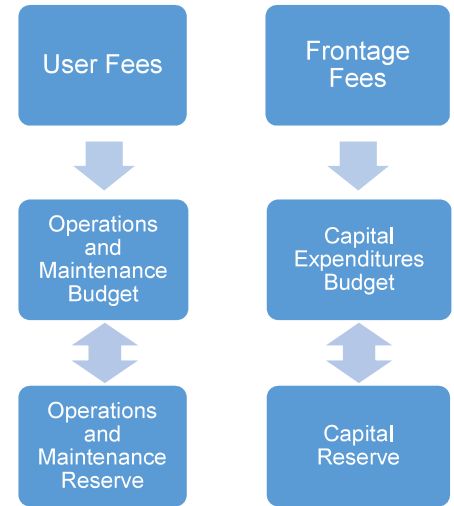 User Fees
Frontage
Fees
Operations
and
Maintenance
Budget
Capital
Expenditures
Budget
Operations
and
Maintenance
Reserve
Capital
Reserve